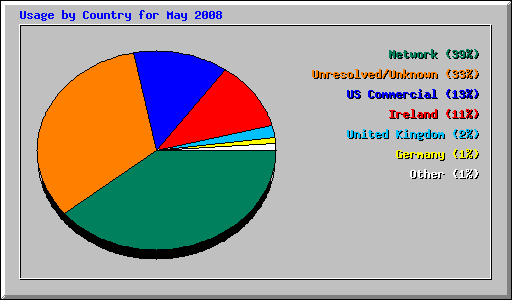 Usage by Country for May 2008
Network (39%)
Unresolved/Unknown (33%)
US Commercial (13%)
Ireland (11%)
United Kingdom (2%)
Germany (1%)
Other (1%)